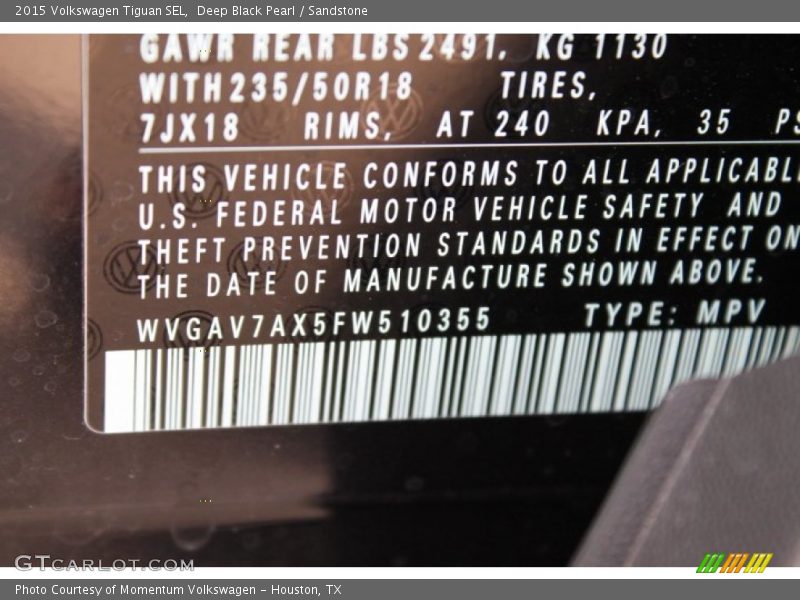 2015 Volkswagen Tiguan SEL, Deep Black Pearl / Sandstone
GAWR REAR LBS 2491, KG 1130
WITH 235/50R18 TIRES,
7JX18 RIMS, AT 240 KPA, 35 PS
THIS VEHICLE CONFORMS TO ALL APPLICABL
U.S. FEDERAL MOTOR VEHICLE SAFETY AND
THEFT PREVENTION STANDARDS IN EFFECT ON
THE DATE OF MANUFACTURE SHOWN ABOVE.
WVGAV7AX5FW510355 TYPE: MPV
GTCARLOT.COM
Photo Courtesy of Momentum Volkswagen - Houston, TX